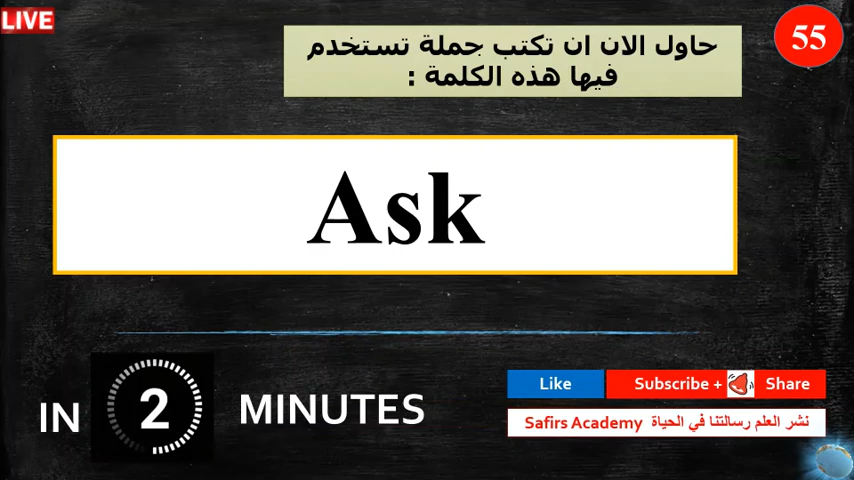 LIVE
حاول الان ان تكتب جملة تستخدم
فيها هذه الكلمة :
55
Ask
IN 2 MINUTES
Like Subscribe + Share
Safirs Academy نشر العلم رسالتنا في الحياة